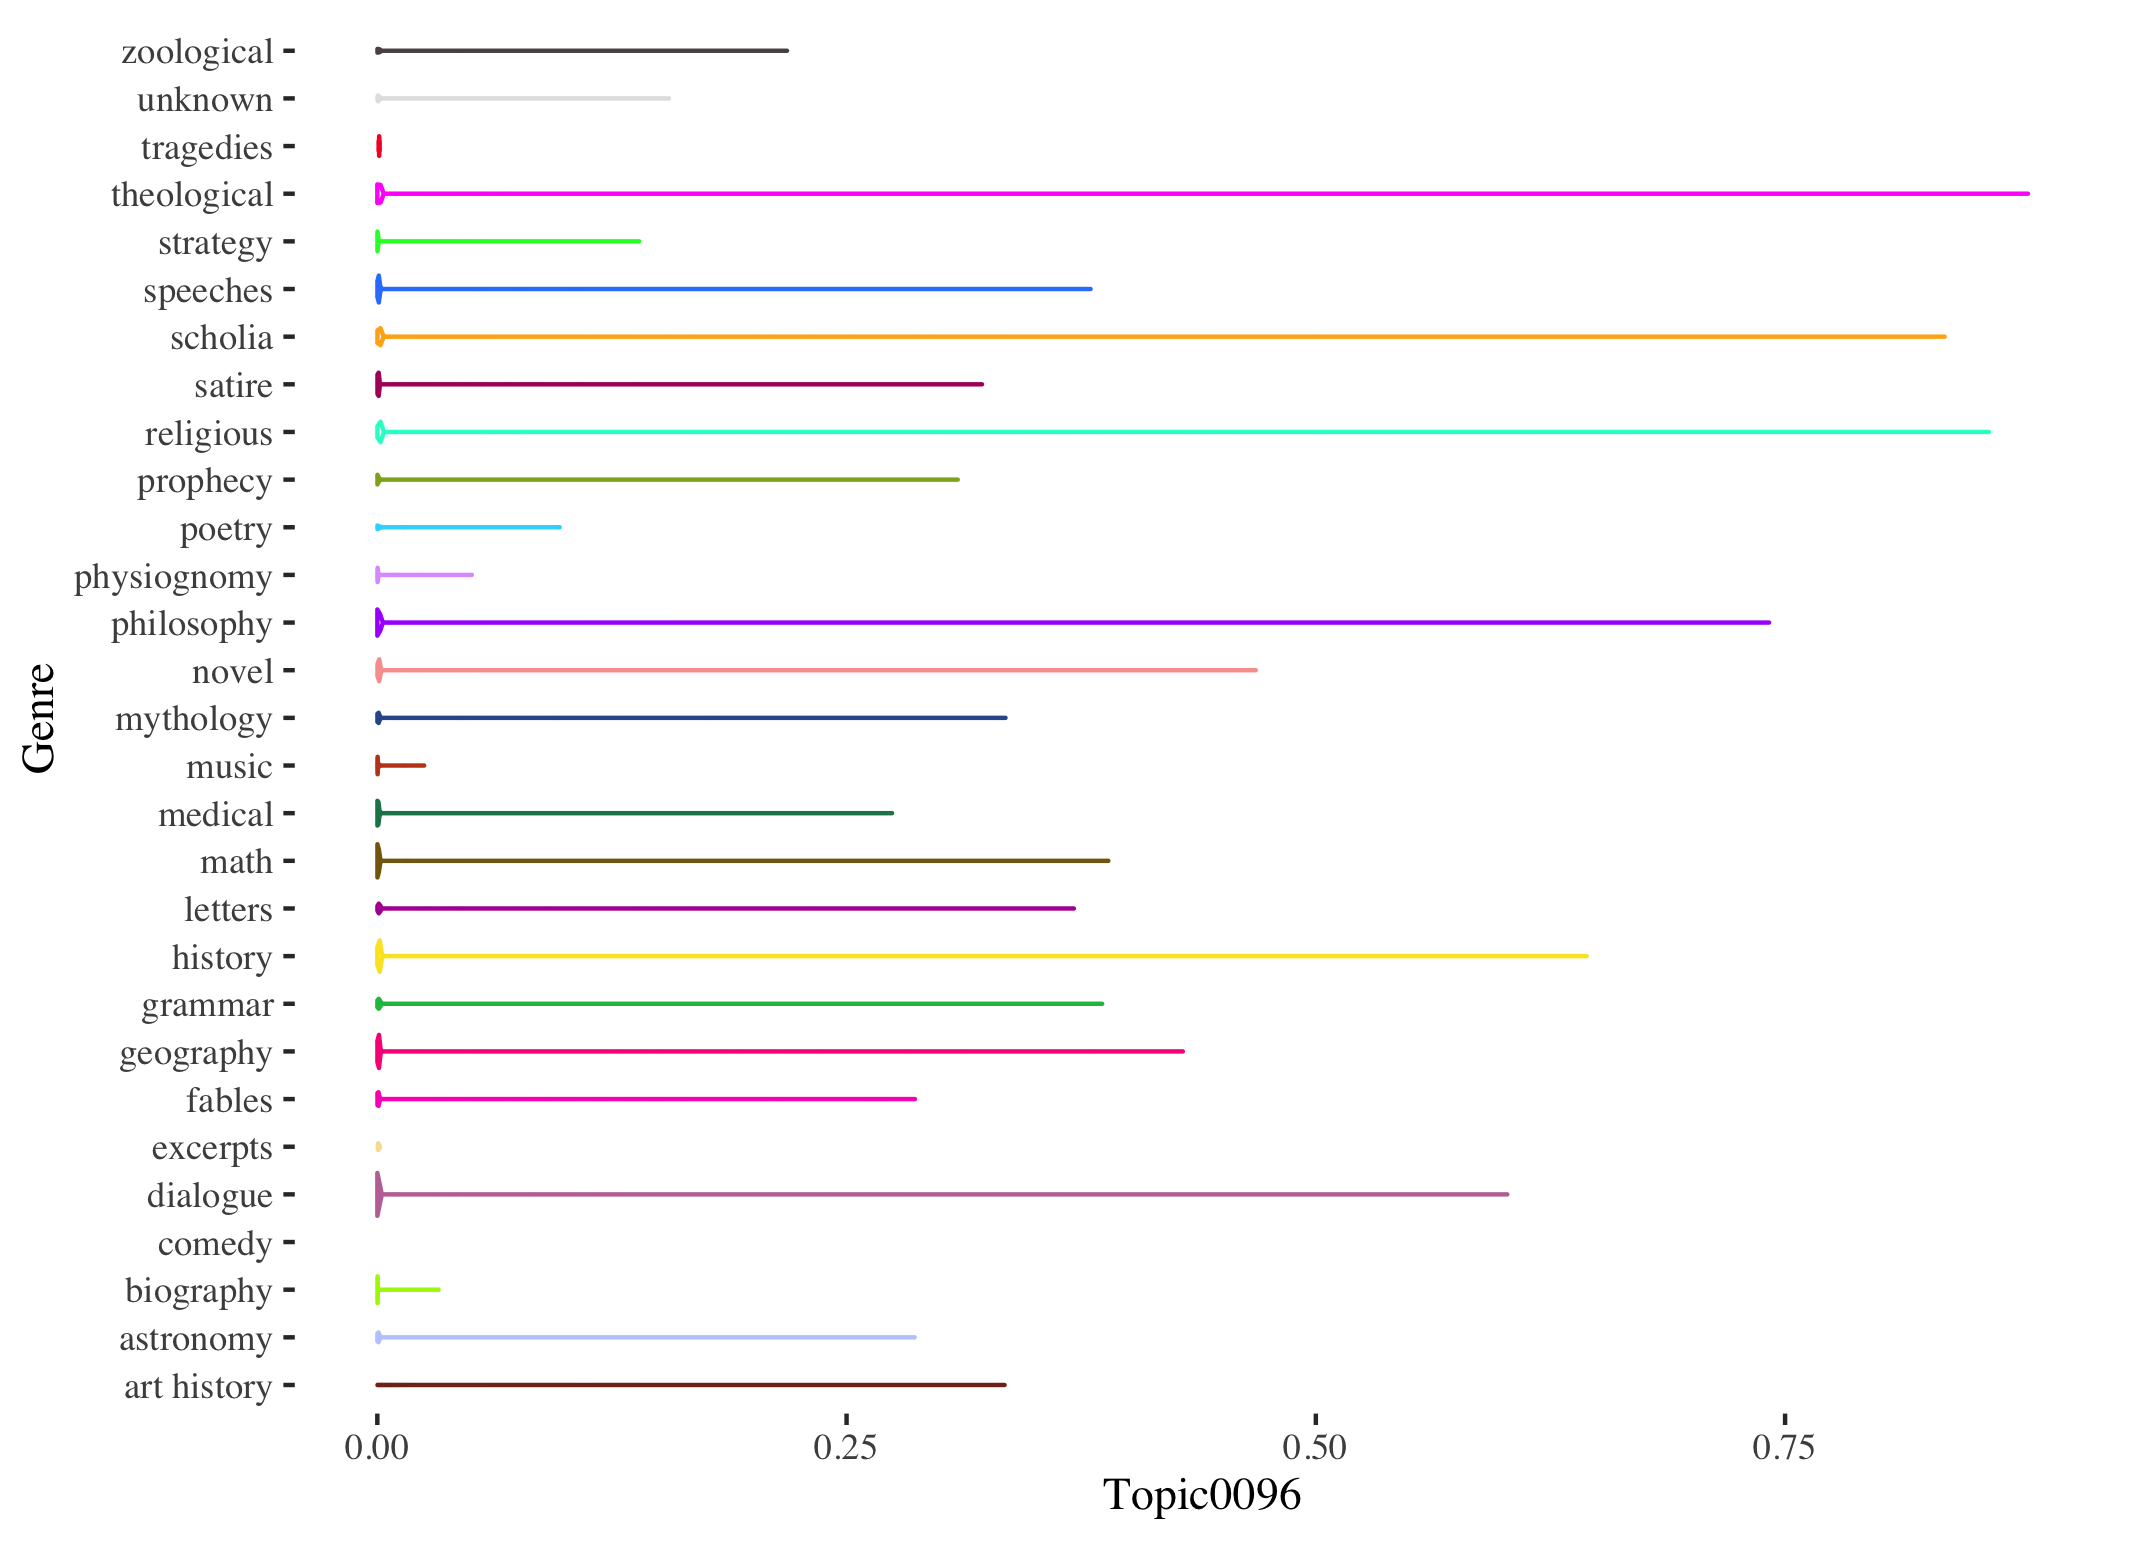 zoological
unknown
tragedies
theological
strategy
speeches
scholia
satire
religious
prophecy
poetry
physiognomy
philosophy
novel
mythology
music
medical
math
letters
history
grammar
geography
fables
excerpts
dialogue
comedy
biography
astronomy
art history
Genre
0.00 0.25 0.50 0.75
Topic0096